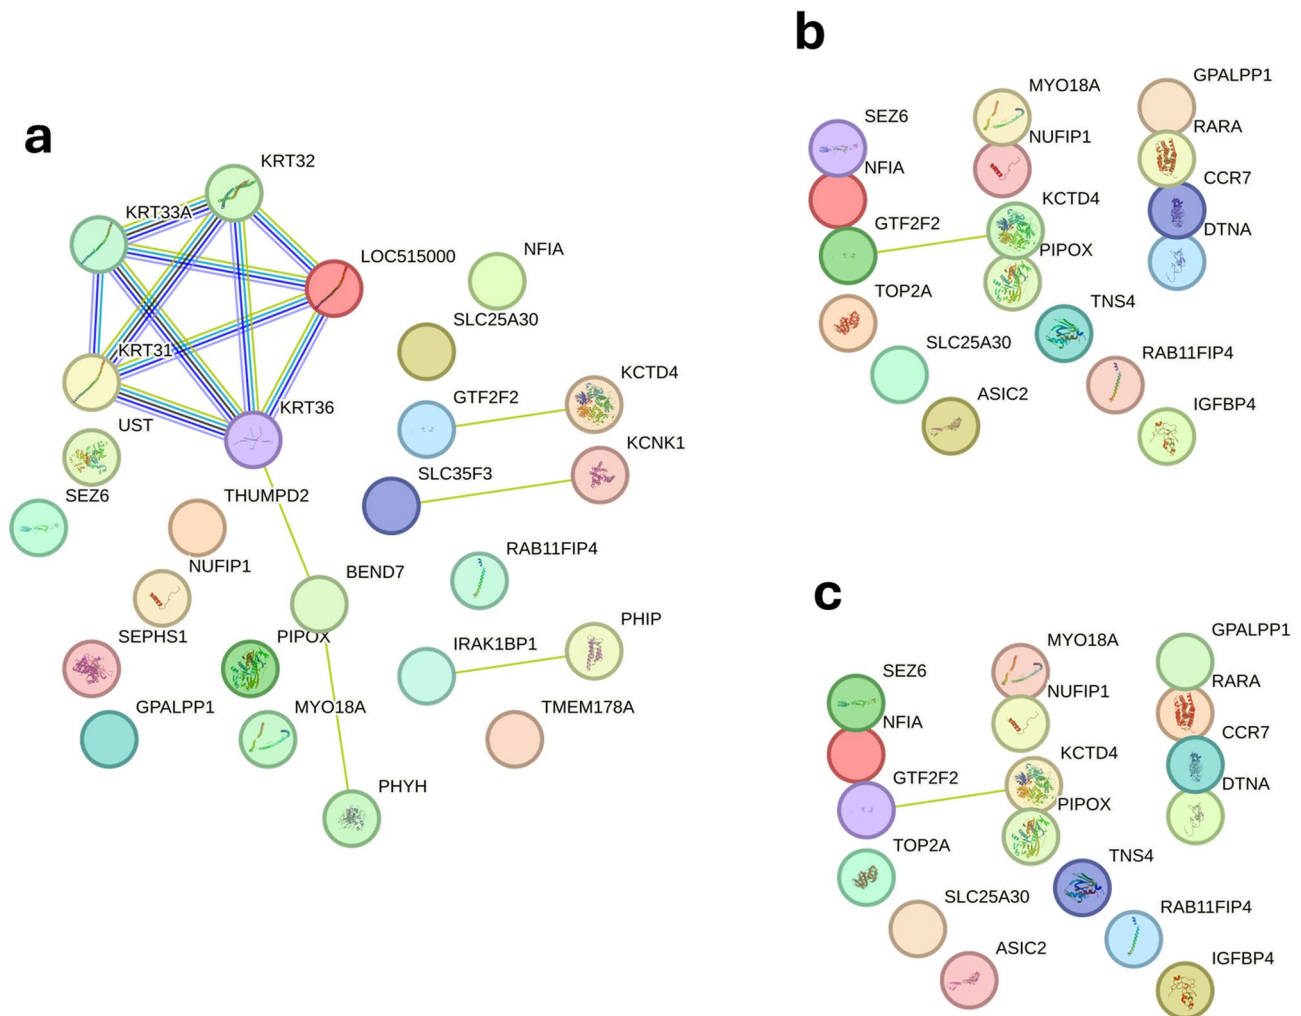 a
KRT32
KRT33A
LOC515000
NFIA
SLC25A30
KRT31
KCTD4
GTF2F2
KRT36
UST
KCNK1
SLC35F3
SEZ6
THUMPD2
RAB11FIP4
NUFIP1
BEND7
PHIP
SEPHS1
PIPOX
IRAK1BP1
GPALPP1
MYO18A
TMEM178A
PHYH
b
GPALPP1
MYO18A
SEZ6
RARA
NUFIP1
NFIA
CCR7
KCTD4
GTF2F2
DTNA
PIPOX
TOP2A
TNS4
SLC25A30
RAB11FIP4
ASIC2
IGFBP4
c
GPALPP1
MYO18A
SEZ6
RARA
NUFIP1
NFIA
CCR7
KCTD4
GTF2F2
DTNA
PIPOX
TOP2A
TNS4
SLC25A30
RAB11FIP4
ASIC2
IGFBP4